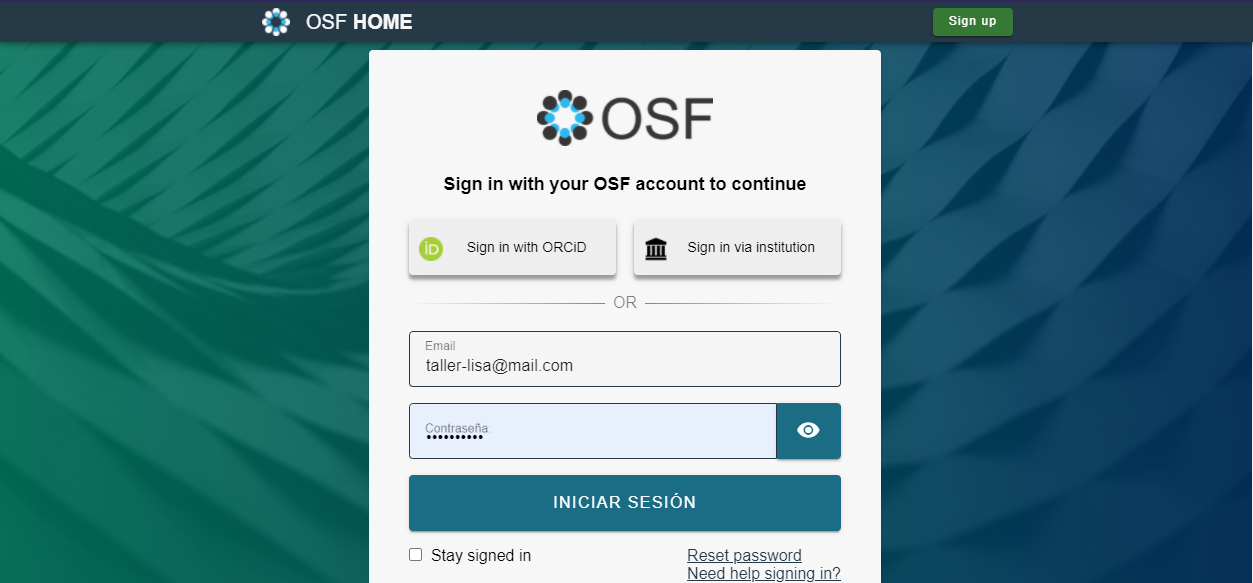 OSF HOME
Sign up
OSF
Sign in with your OSF account to continue
iD
Sign in with ORCiD
Sign in via institution
OR
Email
taller-lisa@mail.com
Contraseña:
••••••••••
INICIAR SESIÓN
Stay signed in
Reset password
Need help signing in?